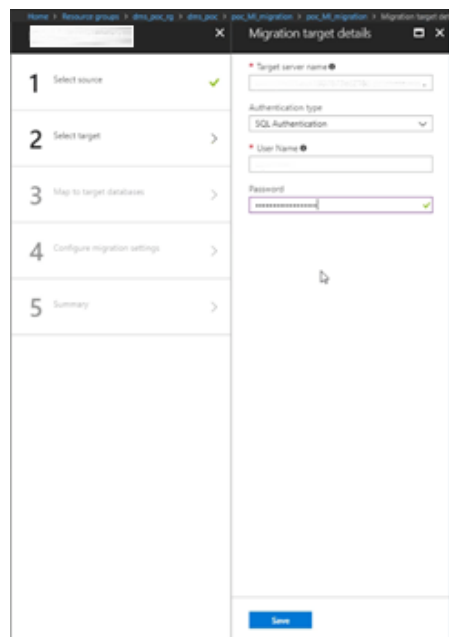 Home > Resource groups > dms_poc_rg > dms_poc > poc_MI_migration > poc_MI_migration > Migration target det
Migration target details
* Target server name
1 Select source
Authentication type
SQL Authentication
2 Select target
* User Name
3 Map to target databases
Password
4 Configure migration settings
5 Summary
Save